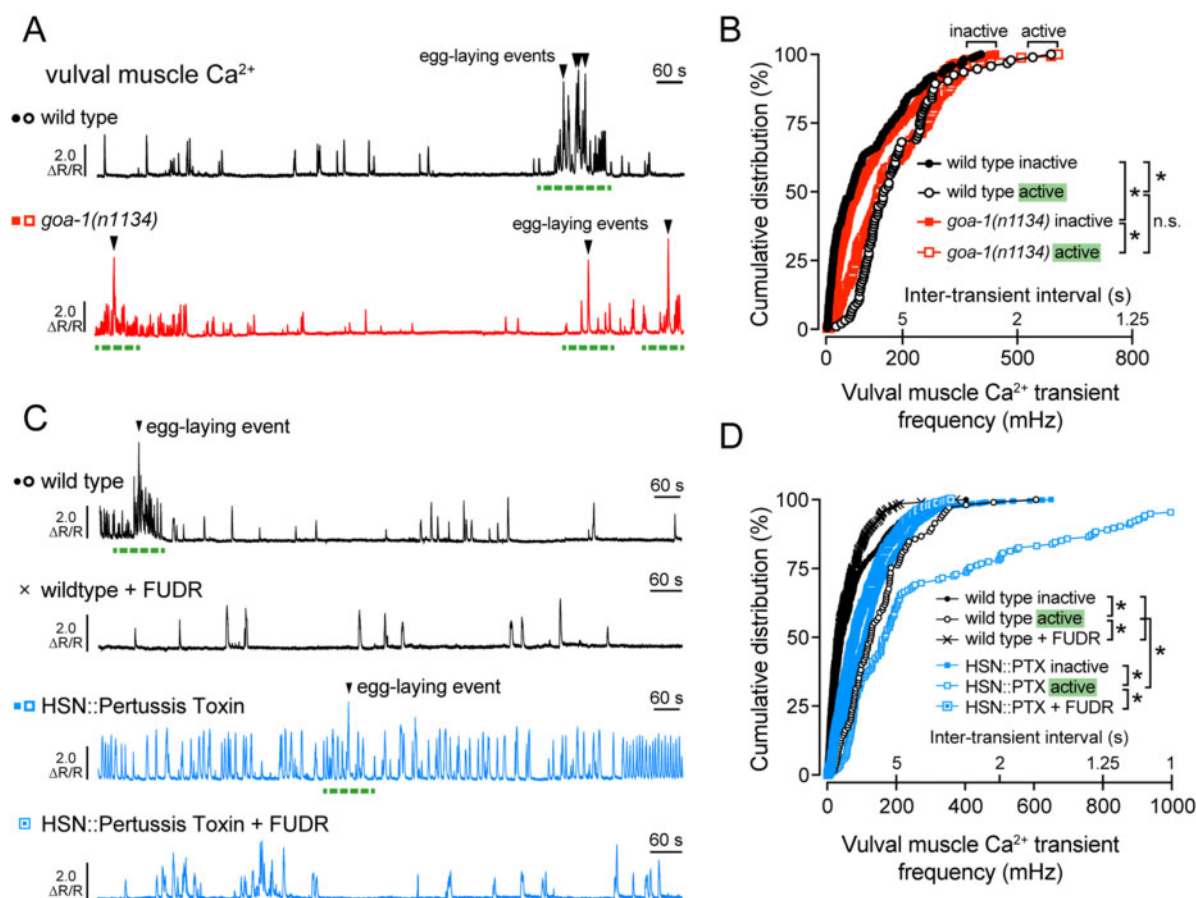 A
vulval muscle Ca²⁺
egg-laying events
60 s
wild type
2.0
ΔR/R
goa-1(n1134)
egg-laying events
2.0
ΔR/R
B
inactive active
Cumulative distribution (%)
100
75
50
25
0
wild type inactive
wild type active
goa-1(n1134) inactive
goa-1(n1134) active
*
*
*
n.s.
Inter-transient interval (s)
5 2 1.25
0 200 500 800
Vulval muscle Ca²⁺ transient
frequency (mHz)
C
egg-laying event
wild type
60 s
2.0
ΔR/R
× wildtype + FUDR
60 s
2.0
ΔR/R
egg-laying event
HSN::Pertussis Toxin
60 s
2.0
ΔR/R
HSN::Pertussis Toxin + FUDR
60 s
2.0
ΔR/R
D
Cumulative distribution (%)
100
75
50
25
0
wild type inactive
wild type active
wild type + FUDR
HSN::PTX inactive
HSN::PTX active
HSN::PTX + FUDR
*
*
*
*
*
Inter-transient interval (s)
5 2 1.25 1
0 200 400 600 800 1000
Vulval muscle Ca²⁺ transient
frequency (mHz)